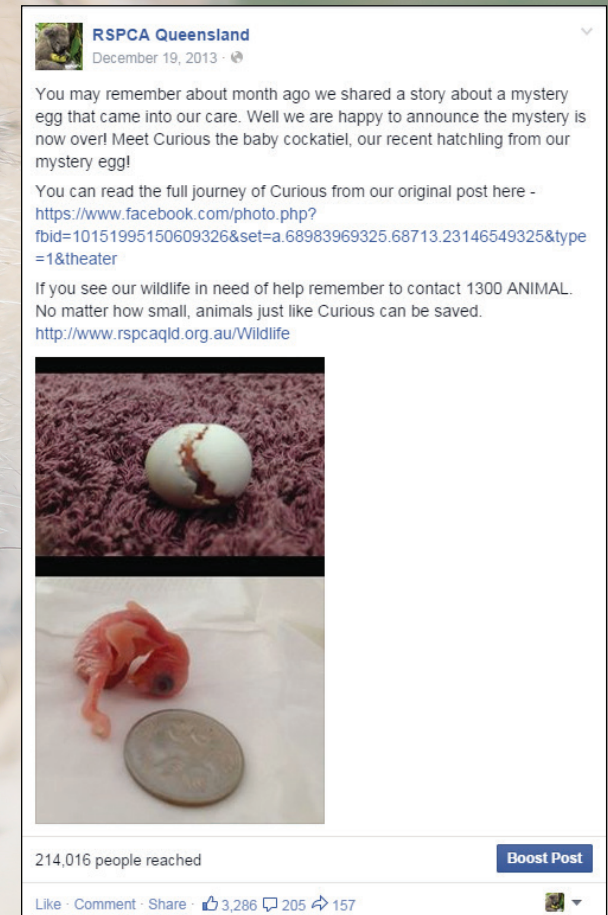 RSPCA Queensland
December 19, 2013 ·
You may remember about month ago we shared a story about a mystery
egg that came into our care. Well we are happy to announce the mystery is
now over! Meet Curious the baby cockatiel, our recent hatchling from our
mystery egg!
You can read the full journey of Curious from our original post here -
https://www.facebook.com/photo.php?
fbid=10151995150609326&set=a.68983969325.68713.23146549325&type
=1&theater
If you see our wildlife in need of help remember to contact 1300 ANIMAL.
No matter how small, animals just like Curious can be saved.
http://www.rspcaqld.org.au/Wildlife
214,016 people reached
Boost Post
Like · Comment · Share · 3,286 205 157